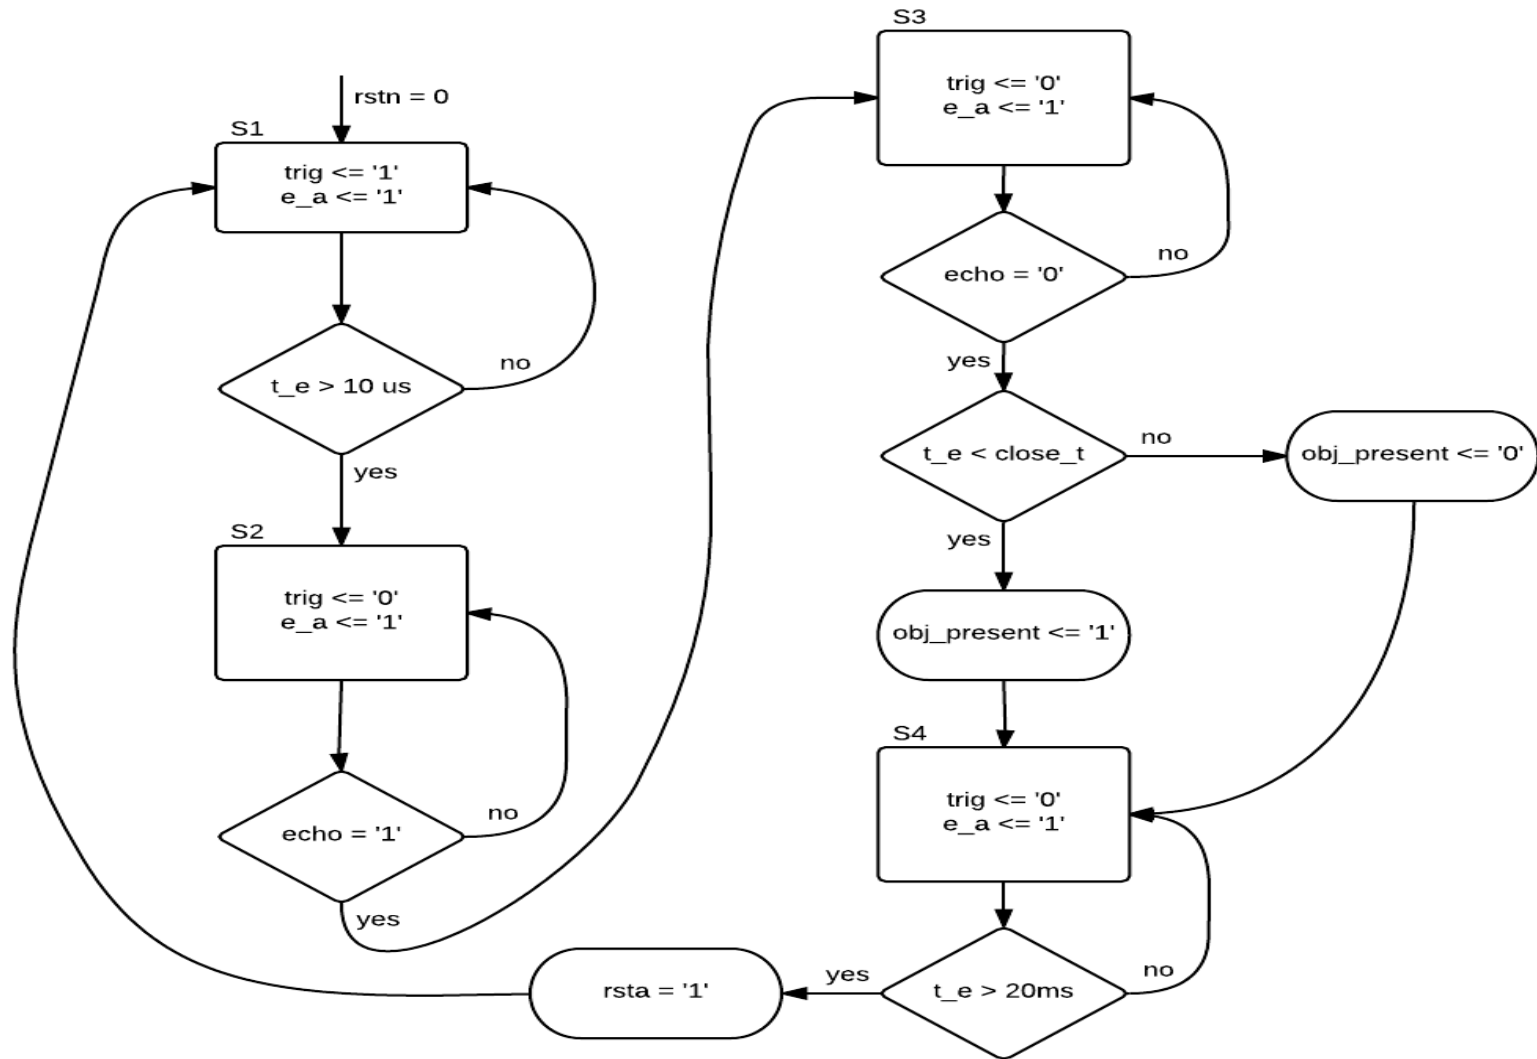 rstn = 0
S1
trig <= '1'
e_a <= '1'
t_e > 10 us
no
yes
S2
trig <= '0'
e_a <= '1'
echo = '1'
no
yes
S3
trig <= '0'
e_a <= '1'
echo = '0'
no
yes
t_e < close_t
no
obj_present <= '0'
yes
obj_present <= '1'
S4
trig <= '0'
e_a <= '1'
t_e > 20ms
no
yes
rsta = '1'